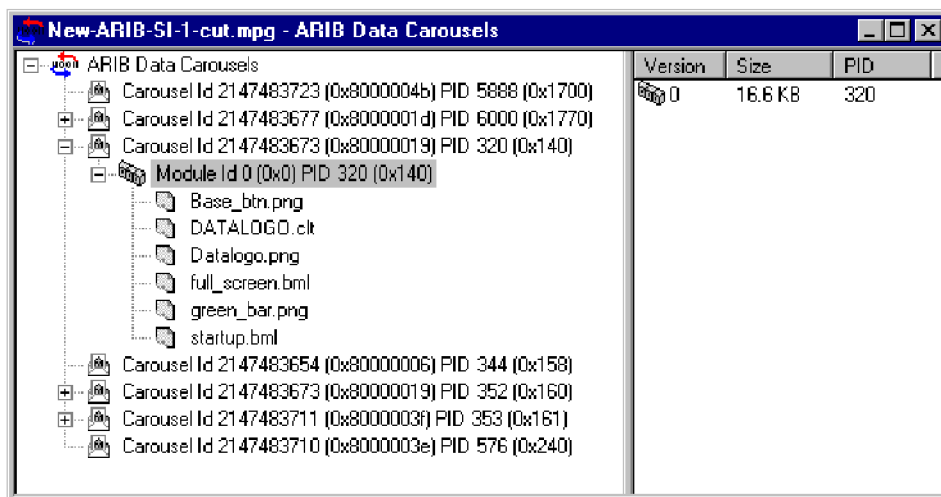 New-ARIB-SI-1-cut.mpg - ARIB Data Carousels
ARIB Data Carousels
Carousel Id 2147483723 (0x8000004b) PID 5888 (0x1700)
Carousel Id 2147483677 (0x8000001d) PID 6000 (0x1770)
Carousel Id 2147483673 (0x80000019) PID 320 (0x140)
Module Id 0 (0x0) PID 320 (0x140)
Base_btn.png
DATALOGO.clt
Datalogo.png
full_screen.bml
green_bar.png
startup.bml
Carousel Id 2147483654 (0x80000006) PID 344 (0x158)
Carousel Id 2147483673 (0x80000019) PID 352 (0x160)
Carousel Id 2147483711 (0x8000003f) PID 353 (0x161)
Carousel Id 2147483710 (0x8000003e) PID 576 (0x240)
Version Size PID
0 16.6 KB 320